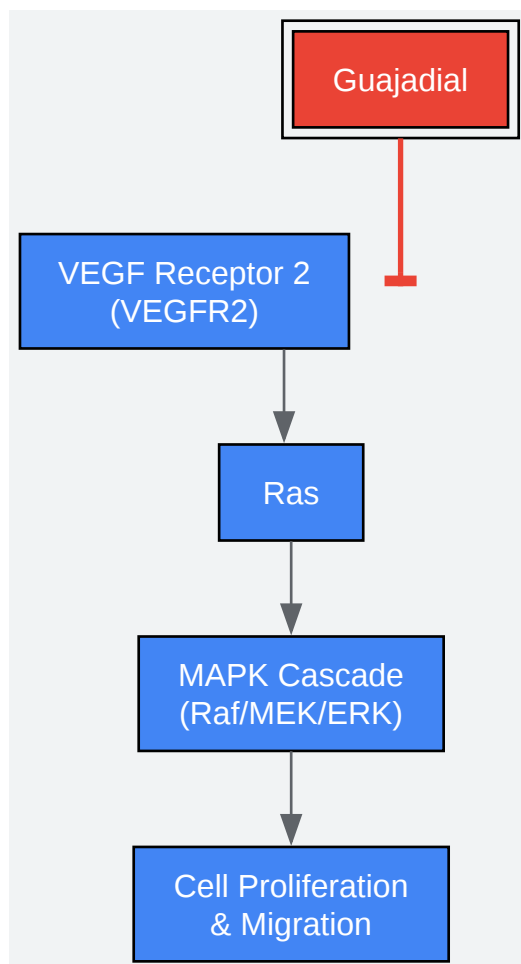 Guajadial
VEGF Receptor 2
(VEGFR2)
Ras
MAPK Cascade
(Raf/MEK/ERK)
Cell Proliferation
& Migration